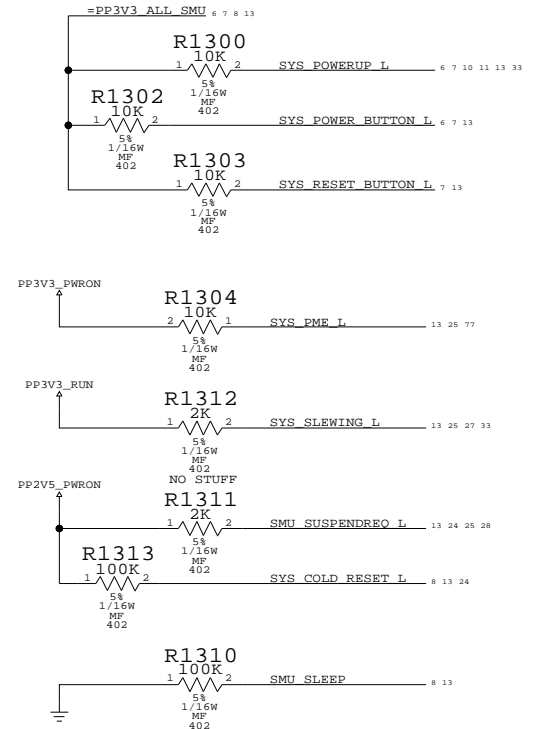 =PP3V3_ALL_SMU 6 7 8 13
R1300
10K
1 2 SYS_POWERUP_L 6 7 10 11 13 33
5%
1/16W
MF
402
R1302
10K
1 2 SYS_POWER_BUTTON_L 6 7 13
5%
1/16W
MF
402
R1303
10K
1 2 SYS_RESET_BUTTON_L 7 13
5%
1/16W
MF
402
PP3V3_PWRON
R1304
10K
2 1 SYS_PME_L 13 25 77
5%
1/16W
MF
402
PP3V3_RUN
R1312
2K
1 2 SYS_SLEWING_L 13 25 27 33
5%
1/16W
MF
402
NO STUFF
PP2V5_PWRON
R1311
2K
1 2 SMU_SUSPENDREQ_L 13 24 25 28
5%
1/16W
MF
402
R1313
100K
1 2 SYS_COLD_RESET_L 8 13 24
5%
1/16W
MF
402
R1310
100K
1 2 SMU_SLEEP 8 13
5%
1/16W
MF
402